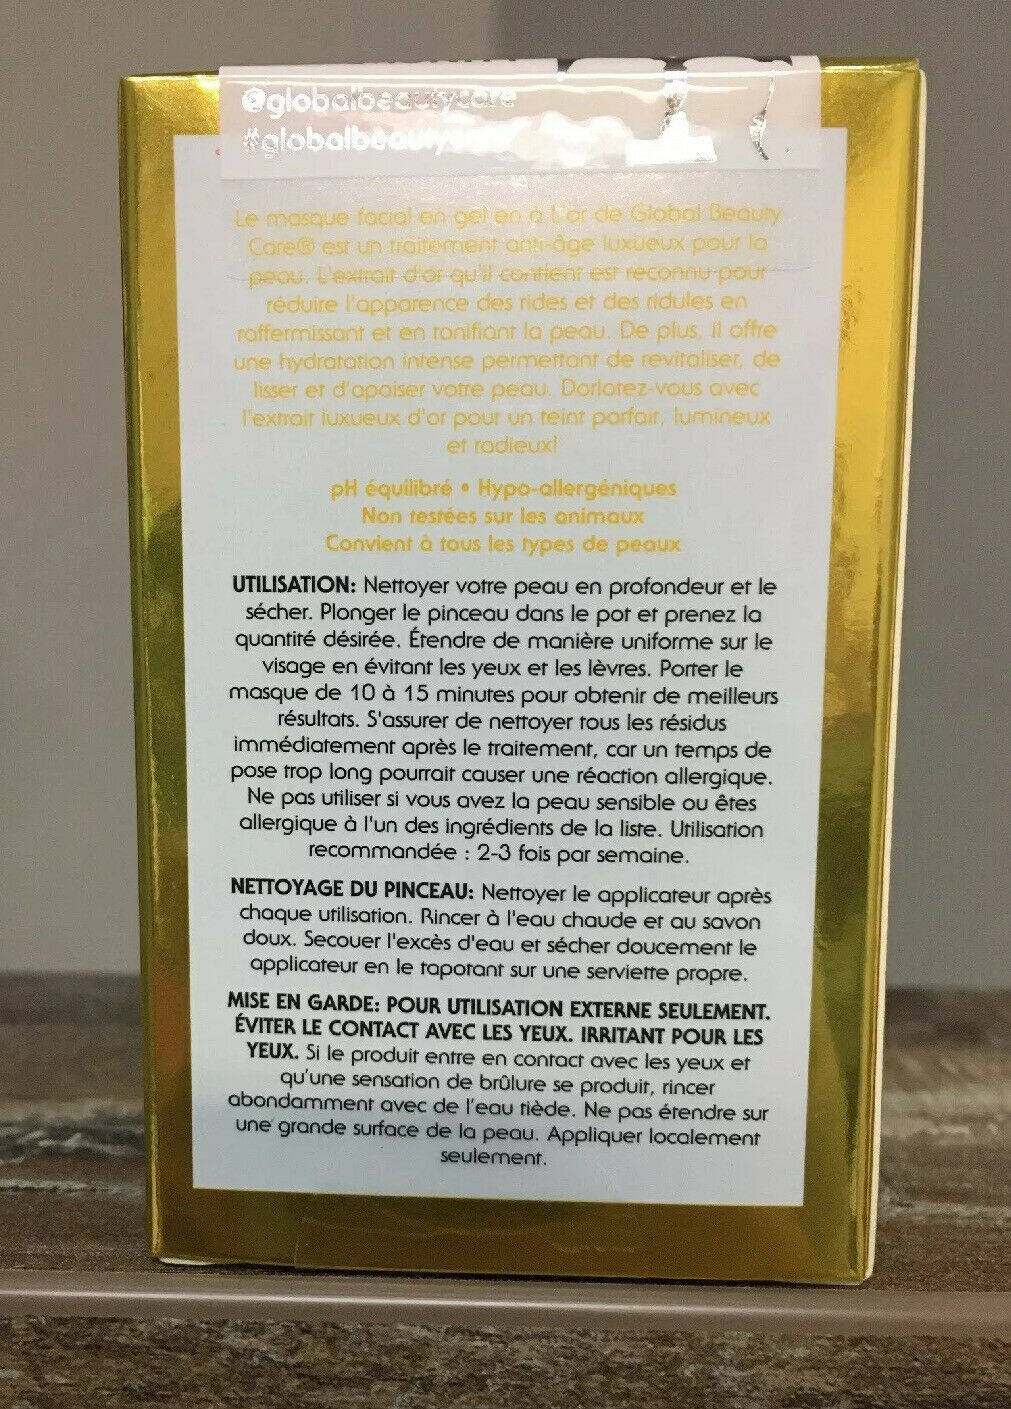 @globalbeautycare
#globalbeauty
Le masque facial en gel en à L'or de Global Beauty
Care® est un traitement anti-âge luxueux pour la
peau. L'extrait d'or qu'il contient est reconnu pour
réduire l'apparence des rides et des ridules en
raffermissant et en tonifiant la peau. De plus, il offre
une hydratation intense permettant de revitaliser, de
lisser et d'apaiser votre peau. Dorlotez-vous avec
l'extrait luxueux d'or pour un teint parfait, lumineux
et radieux!
pH équilibré • Hypo-allergéniques
Non testées sur les animaux
Convient à tous les types de peaux
UTILISATION: Nettoyer votre peau en profondeur et le
sécher. Plonger le pinceau dans le pot et prenez la
quantité désirée. Étendre de manière uniforme sur le
visage en évitant les yeux et les lèvres. Porter le
masque de 10 à 15 minutes pour obtenir de meilleurs
résultats. S'assurer de nettoyer tous les résidus
immédiatement après le traitement, car un temps de
pose trop long pourrait causer une réaction allergique.
Ne pas utiliser si vous avez la peau sensible ou êtes
allergique à l'un des ingrédients de la liste. Utilisation
recommandée : 2-3 fois par semaine.
NETTOYAGE DU PINCEAU: Nettoyer le applicateur après
chaque utilisation. Rincer à l'eau chaude et au savon
doux. Secouer l'excès d'eau et sécher doucement le
applicateur en le tapotant sur une serviette propre.
MISE EN GARDE: POUR UTILISATION EXTERNE SEULEMENT.
ÉVITER LE CONTACT AVEC LES YEUX. IRRITANT POUR LES
YEUX. Si le produit entre en contact avec les yeux et
qu'une sensation de brûlure se produit, rincer
abondamment avec de l'eau tiède. Ne pas étendre sur
une grande surface de la peau. Appliquer localement
seulement.